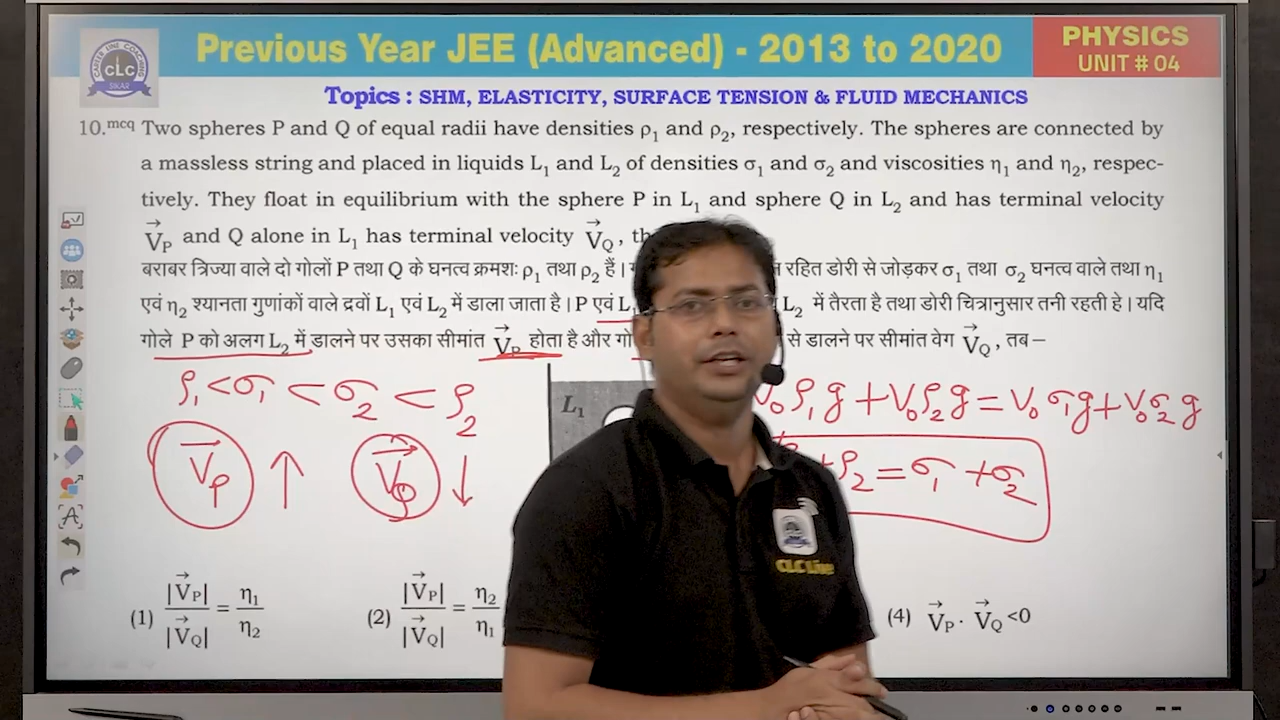 Previous Year JEE (Advanced) - 2013 to 2020
PHYSICS
UNIT # 04
CLC
SIKAR
Topics : SHM, ELASTICITY, SURFACE TENSION & FLUID MECHANICS
10.mcq Two spheres P and Q of equal radii have densities ρ₁ and ρ₂, respectively. The spheres are connected by
a massless string and placed in liquids L₁ and L₂ of densities σ₁ and σ₂ and viscosities η₁ and η₂, respec-
tively. They float in equilibrium with the sphere P in L₁ and sphere Q in L₂ and has terminal velocity
V⃗P and Q alone in L₁ has terminal velocity V⃗Q,
बराबर त्रिज्या वाले दो गोलों P तथा Q के घनत्व क्रमशः ρ₁ तथा ρ₂ हैं। रहित डोरी से जोड़कर σ₁ तथा σ₂ घनत्व वाले तथा η₁
एवं η₂ श्यानता गुणांकों वाले द्रवों L₁ एवं L₂ में डाला जाता है। P एवं L₂ में तैरता है तथा डोरी चित्रानुसार तनी रहती हे। यदि
गोले P को अलग L₂ में डालने पर उसका सीमांत V⃗P होता है और से डालने पर सीमांत वेग V⃗Q, तब–
ρ₁ < σ₁ < σ₂ < ρ₂
L₁
V₀ρ₁g + V₀ρ₂g = V₀σ₁g + V₀σ₂g
V⃗P ↑ V⃗Q ↓
+ρ₂ = σ₁ + σ₂
CLC Live
(1) |V⃗P| / |V⃗Q| = η₁ / η₂ (2) |V⃗P| / |V⃗Q| = η₂ / η₁ (4) V⃗P . V⃗Q <0